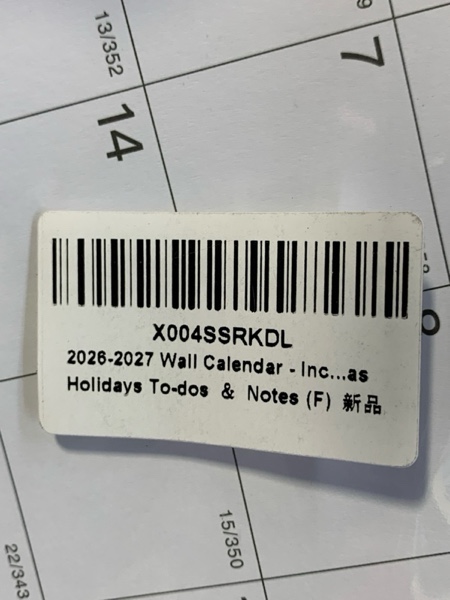 13/352
9
7
14
X004SSRKDL
2026-2027 Wall Calendar - Inc...as
Holidays To-dos & Notes (F) 新品
15/350
22/343